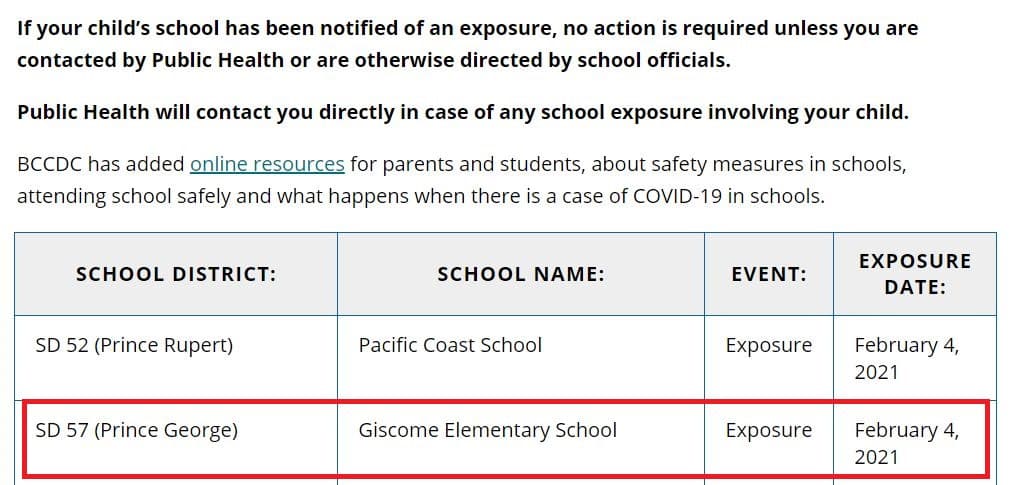 If your child’s school has been notified of an exposure, no action is required unless you are
contacted by Public Health or are otherwise directed by school officials.
Public Health will contact you directly in case of any school exposure involving your child.
BCCDC has added online resources for parents and students, about safety measures in schools,
attending school safely and what happens when there is a case of COVID-19 in schools.
SCHOOL DISTRICT: SCHOOL NAME: EVENT: EXPOSURE
DATE:
SD 52 (Prince Rupert) Pacific Coast School Exposure February 4,
2021
SD 57 (Prince George) Giscome Elementary School Exposure February 4,
2021